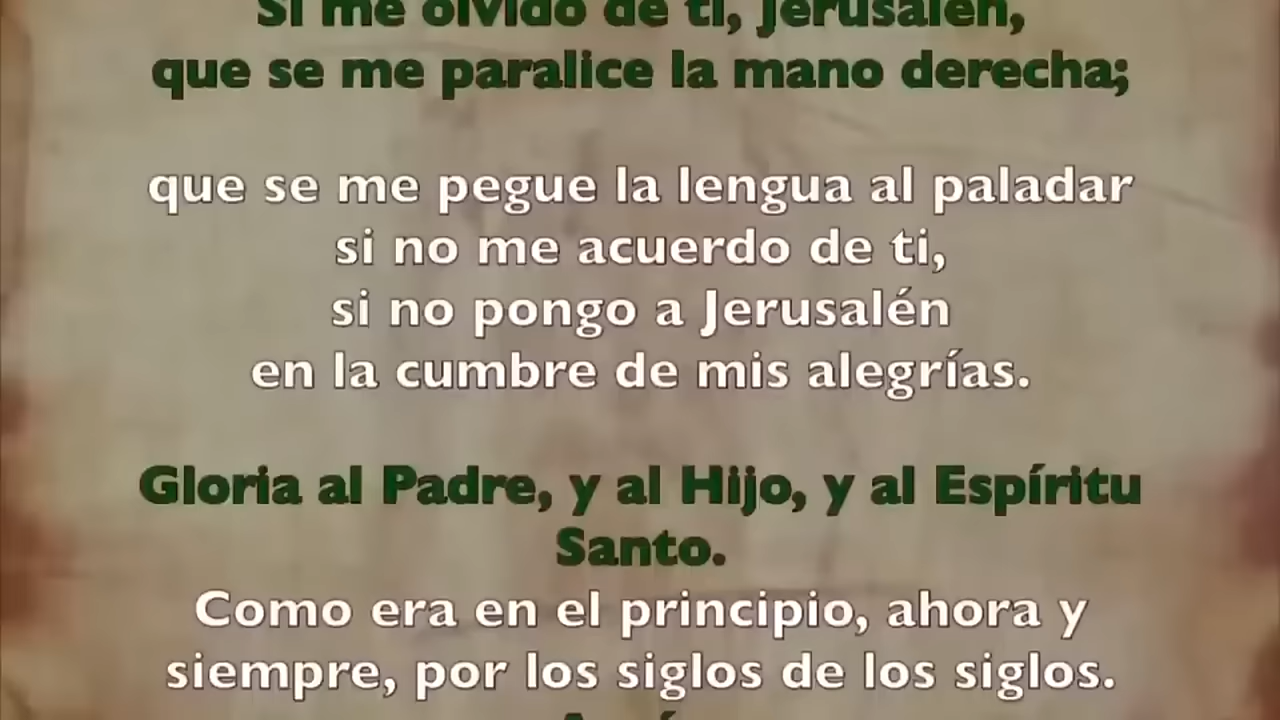 Si me olvido de ti, Jerusalén,
que se me paralice la mano derecha;
que se me pegue la lengua al paladar
si no me acuerdo de ti,
si no pongo a Jerusalén
en la cumbre de mis alegrías.
Gloria al Padre, y al Hijo, y al Espíritu
Santo.
Como era en el principio, ahora y
siempre, por los siglos de los siglos.